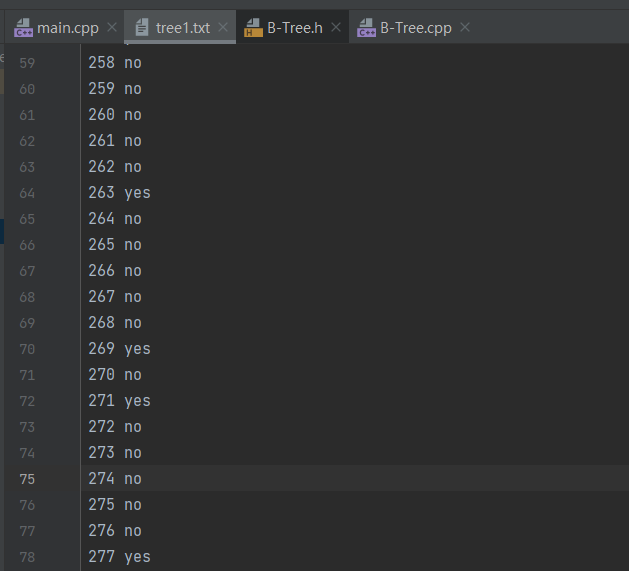 main.cpp tree1.txt B-Tree.h B-Tree.cpp
59 258 no
60 259 no
61 260 no
62 261 no
63 262 no
64 263 yes
65 264 no
66 265 no
67 266 no
68 267 no
69 268 no
70 269 yes
71 270 no
72 271 yes
73 272 no
74 273 no
75 274 no
76 275 no
77 276 no
78 277 yes